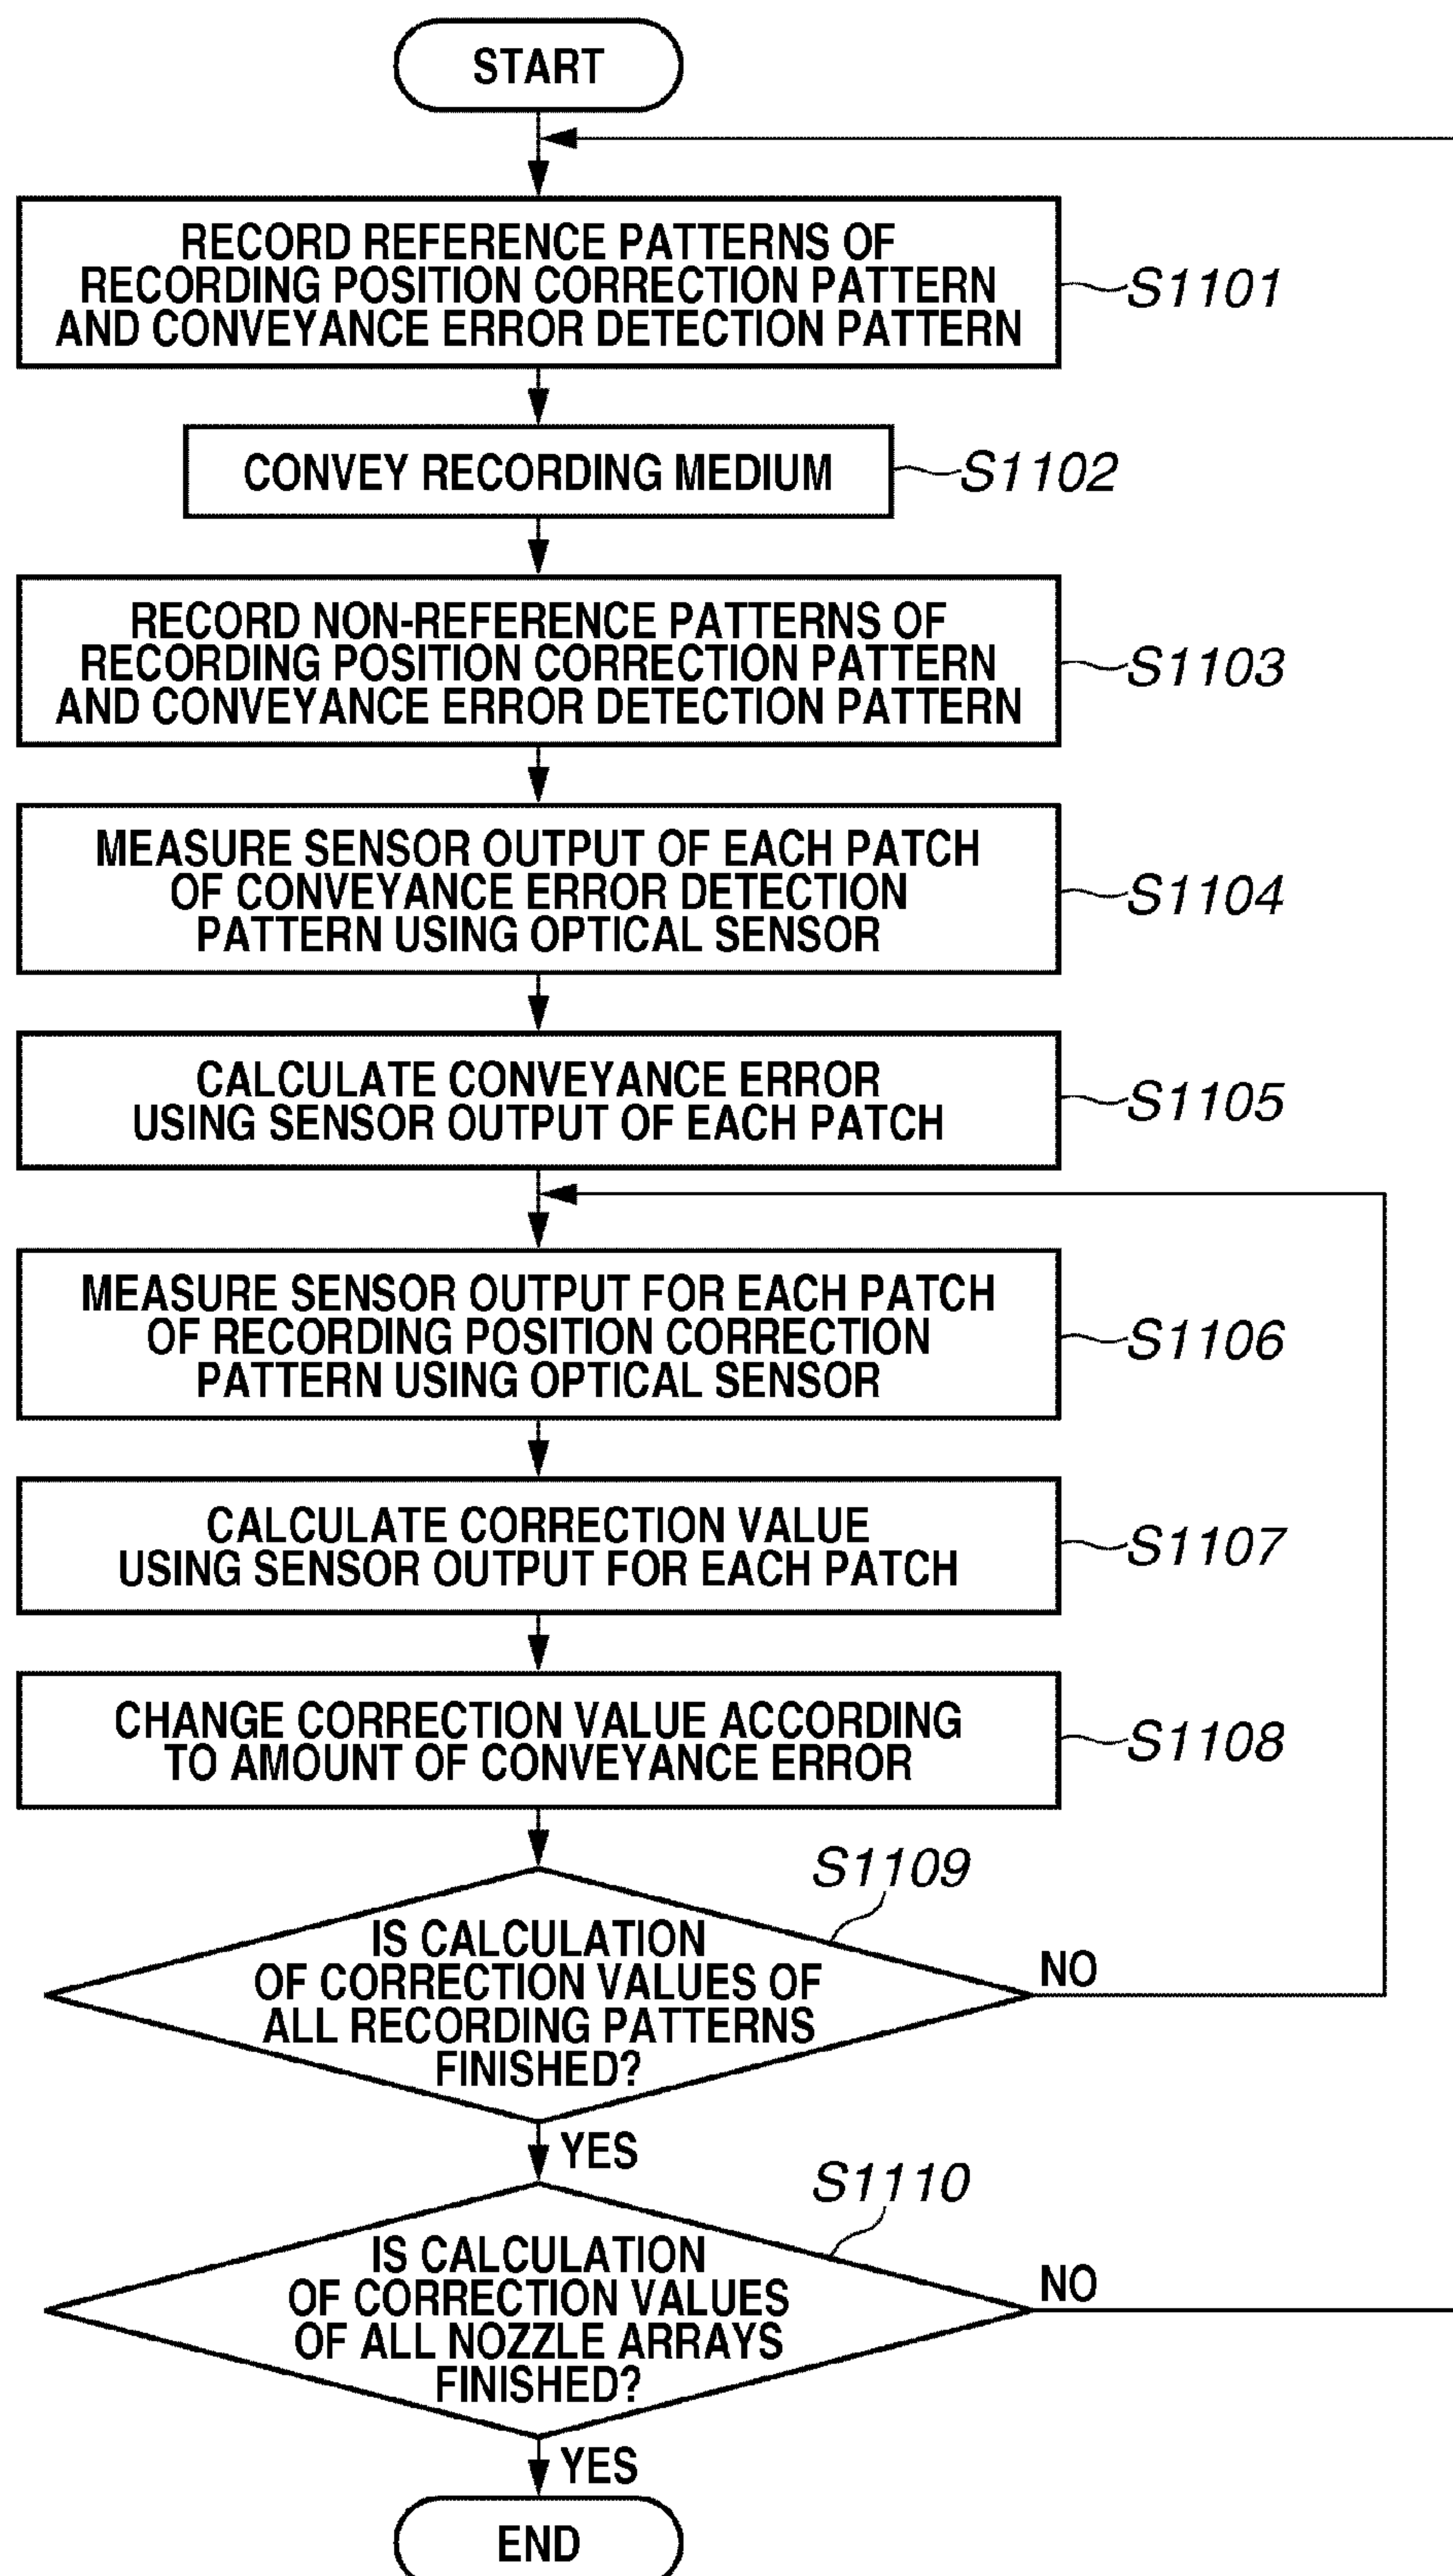 START
RECORD REFERENCE PATTERNS OF
RECORDING POSITION CORRECTION PATTERN
AND CONVEYANCE ERROR DETECTION PATTERN
S1101
CONVEY RECORDING MEDIUM
S1102
RECORD NON-REFERENCE PATTERNS OF
RECORDING POSITION CORRECTION PATTERN
AND CONVEYANCE ERROR DETECTION PATTERN
S1103
MEASURE SENSOR OUTPUT OF EACH PATCH
OF CONVEYANCE ERROR DETECTION
PATTERN USING OPTICAL SENSOR
S1104
CALCULATE CONVEYANCE ERROR
USING SENSOR OUTPUT OF EACH PATCH
S1105
MEASURE SENSOR OUTPUT FOR EACH PATCH
OF RECORDING POSITION CORRECTION
PATTERN USING OPTICAL SENSOR
S1106
CALCULATE CORRECTION VALUE
USING SENSOR OUTPUT FOR EACH PATCH
S1107
CHANGE CORRECTION VALUE ACCORDING
TO AMOUNT OF CONVEYANCE ERROR
S1108
S1109
IS CALCULATION
OF CORRECTION VALUES OF
ALL RECORDING PATTERNS
FINISHED?
NO
YES
S1110
IS CALCULATION
OF CORRECTION VALUES
OF ALL NOZZLE ARRAYS
FINISHED?
NO
YES
END